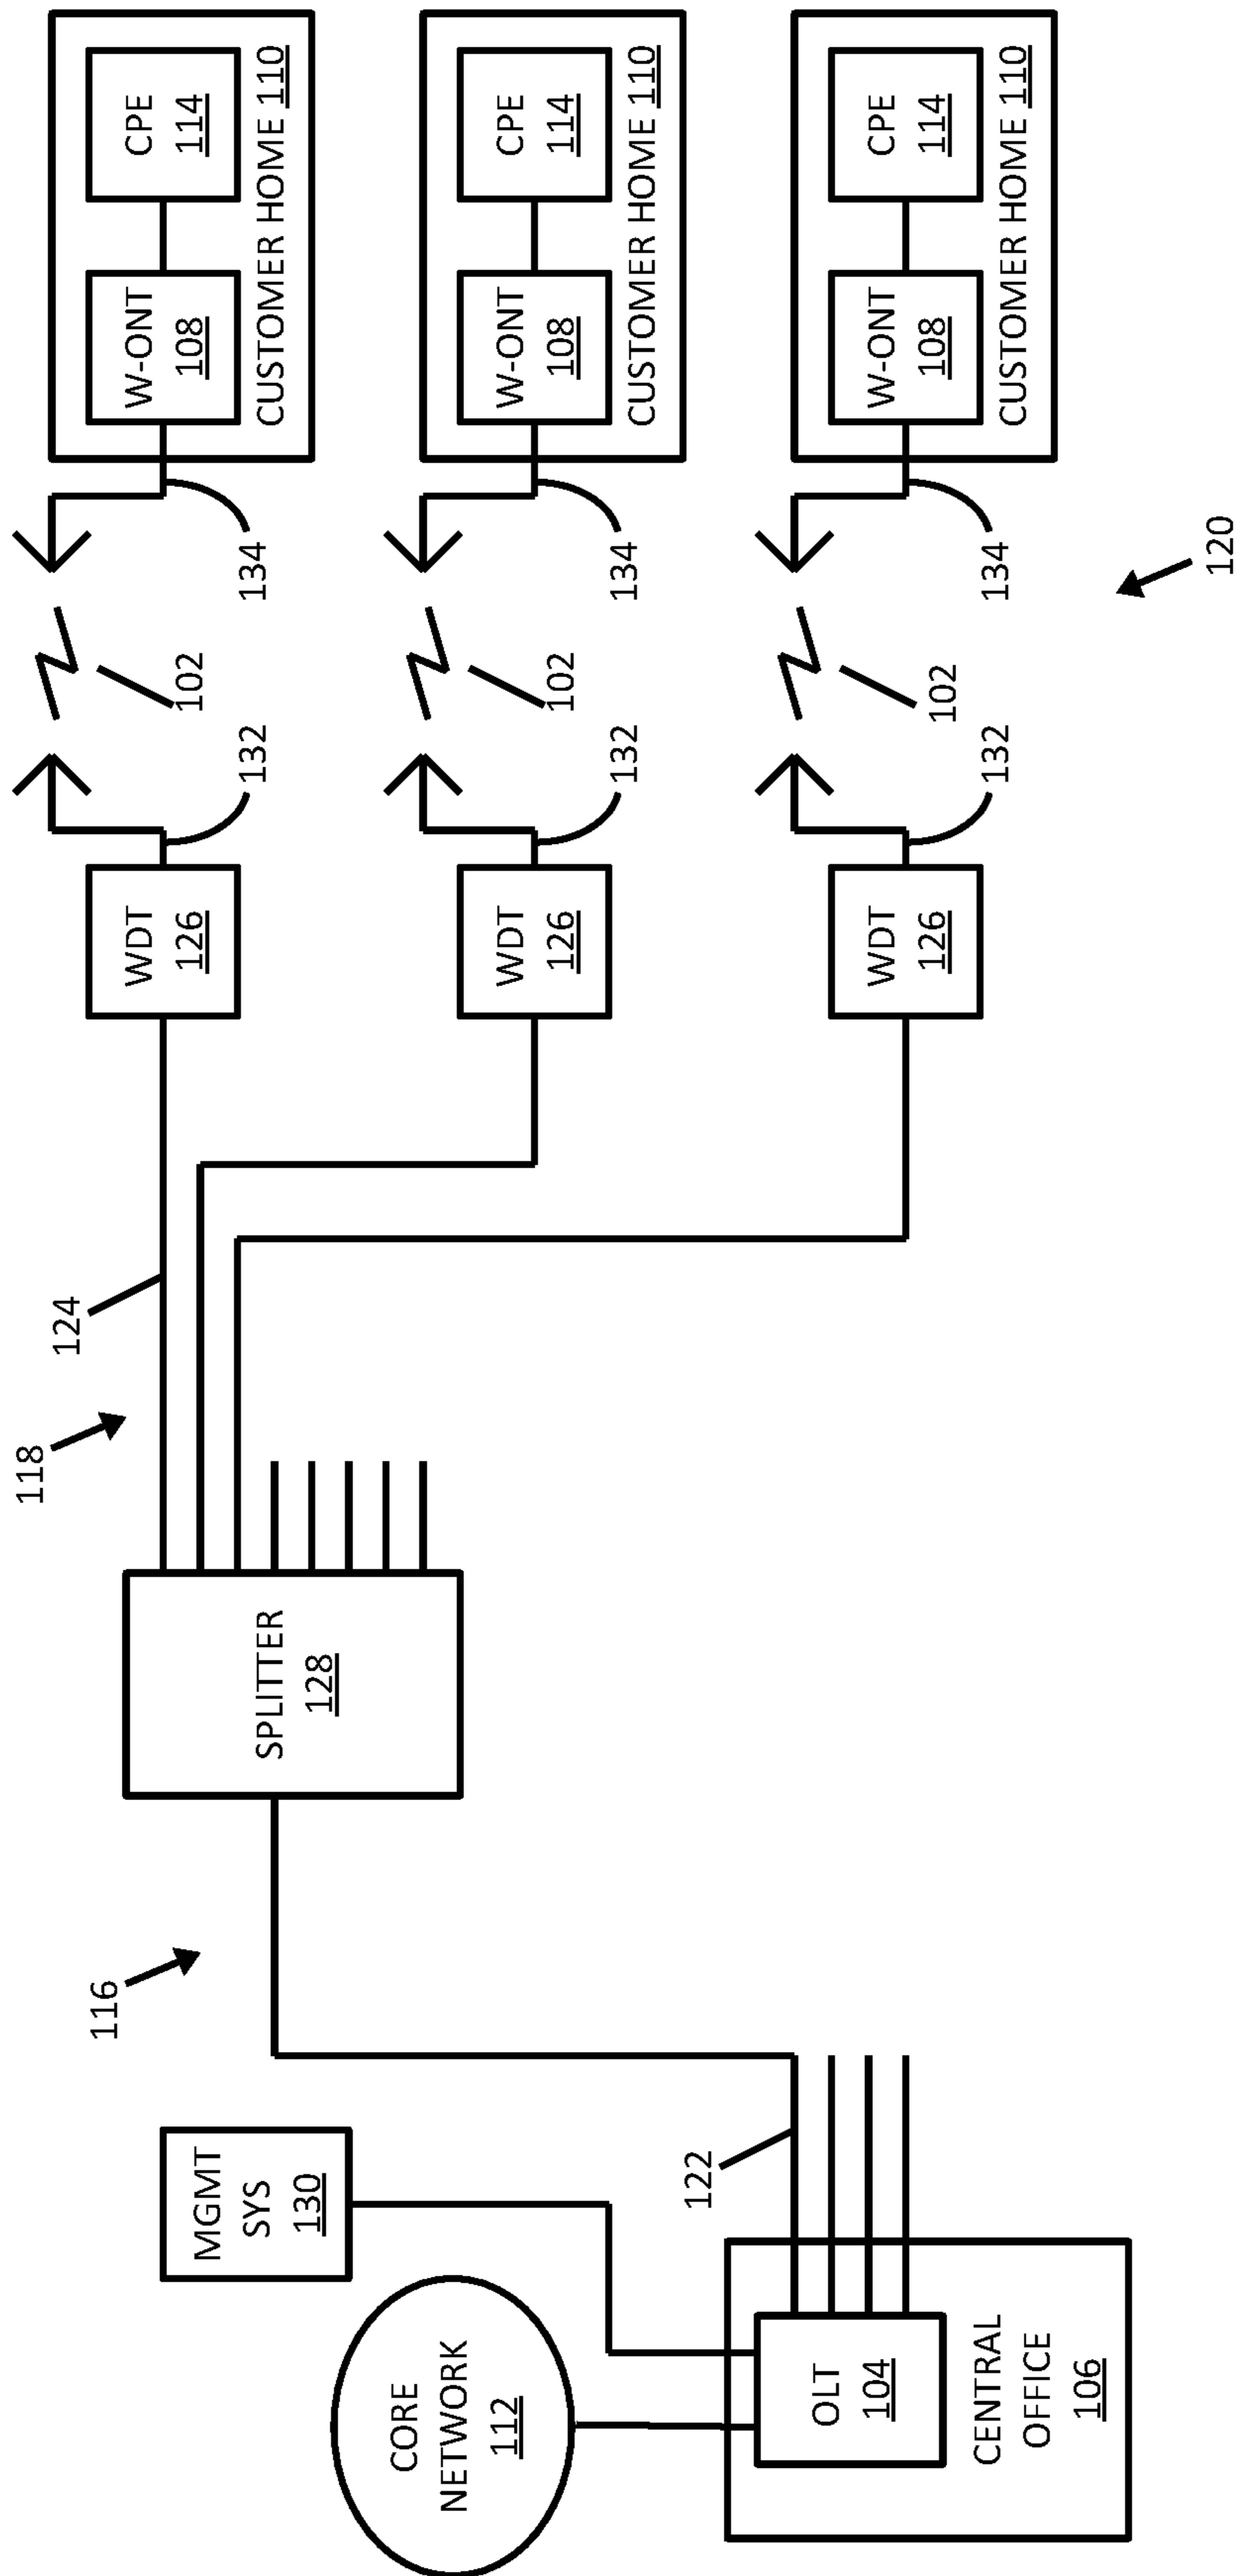 CORE
NETWORK
112
MGMT
SYS
130
OLT
104
CENTRAL
OFFICE
106
122
116
SPLITTER
128
118
124
WDT
126
132
102
134
W-ONT
108
CPE
114
CUSTOMER HOME 110
WDT
126
132
102
134
W-ONT
108
CPE
114
CUSTOMER HOME 110
WDT
126
132
102
134
W-ONT
108
CPE
114
CUSTOMER HOME 110
120